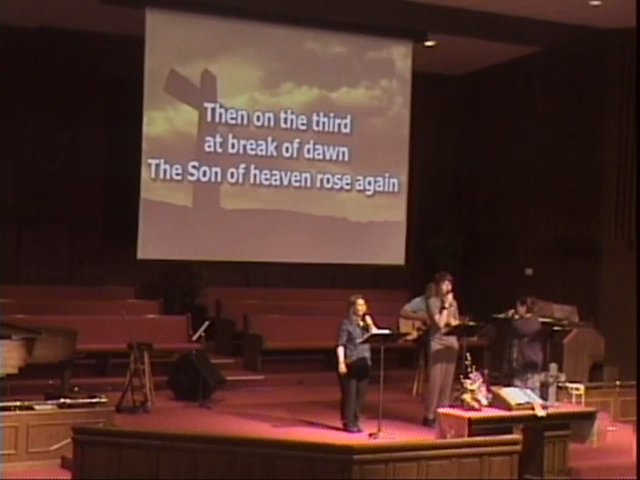 Then on the third
at break of dawn
The Son of heaven rose again